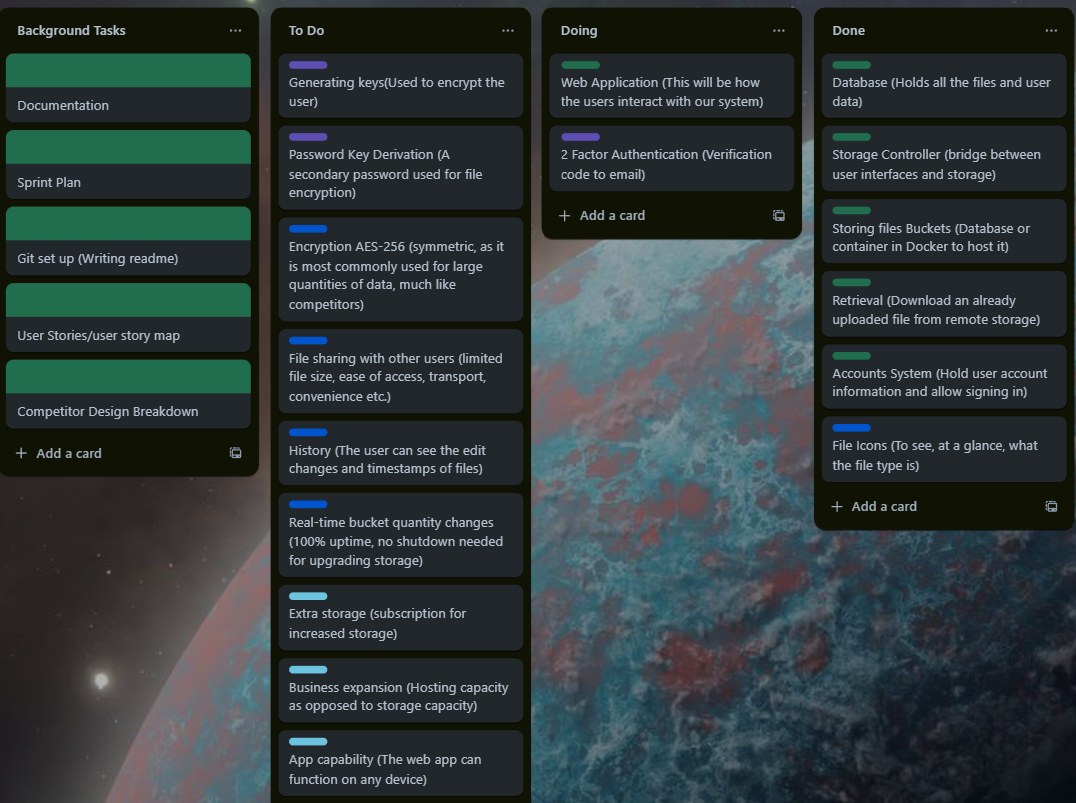 Background Tasks
Documentation
Sprint Plan
Git set up (Writing readme)
User Stories/user story map
Competitor Design Breakdown
Add a card
To Do
Generating keys(Used to encrypt the
user)
Password Key Derivation (A
secondary password used for file
encryption)
Encryption AES-256 (symmetric, as it
is most commonly used for large
quantities of data, much like
competitors)
File sharing with other users (limited
file size, ease of access, transport,
convenience etc.)
History (The user can see the edit
changes and timestamps of files)
Real-time bucket quantity changes
(100% uptime, no shutdown needed
for upgrading storage)
Extra storage (subscription for
increased storage)
Business expansion (Hosting capacity
as opposed to storage capacity)
App capability (The web app can
function on any device)
Doing
Web Application (This will be how
the users interact with our system)
2 Factor Authentication (Verification
code to email)
Add a card
Done
Database (Holds all the files and user
data)
Storage Controller (bridge between
user interfaces and storage)
Storing files Buckets (Database or
container in Docker to host it)
Retrieval (Download an already
uploaded file from remote storage)
Accounts System (Hold user account
information and allow signing in)
File Icons (To see, at a glance, what
the file type is)
Add a card